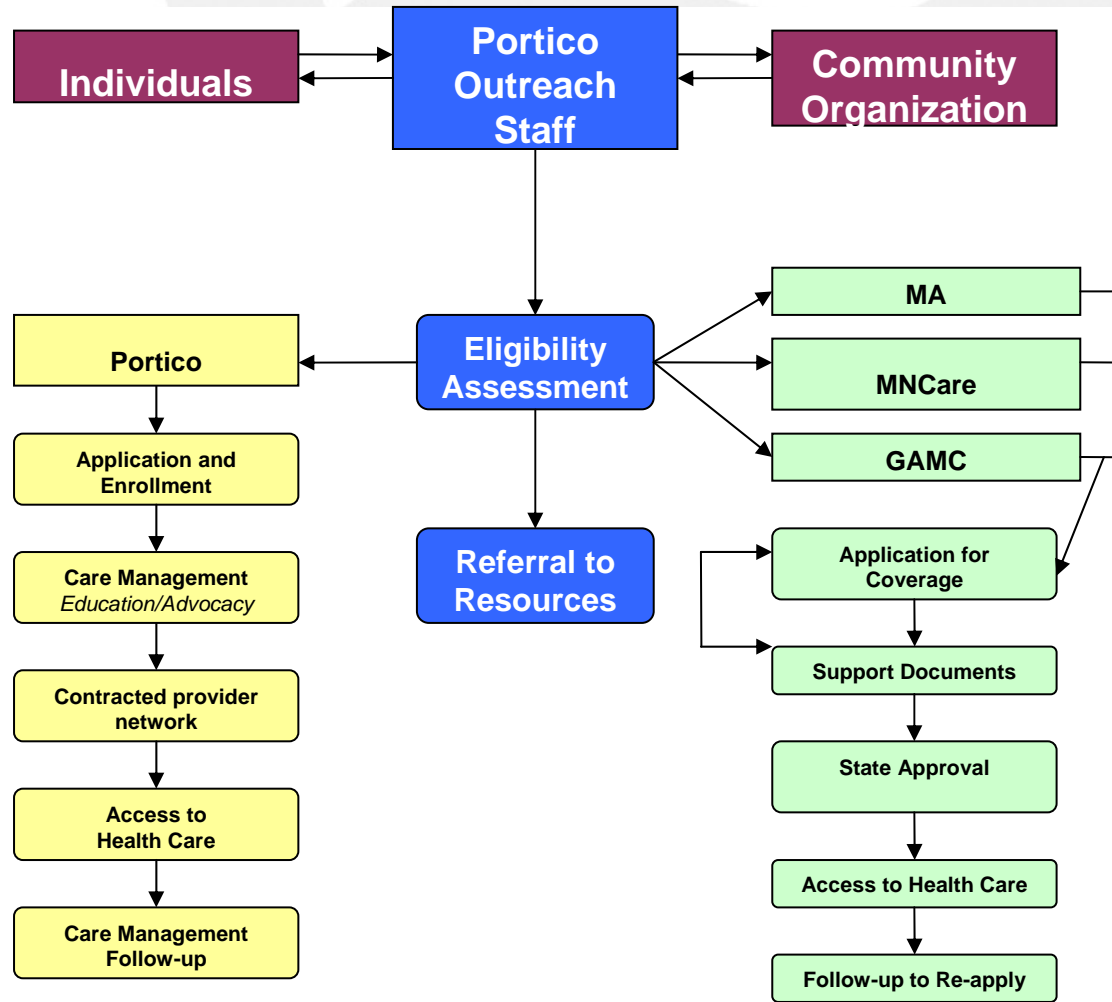 Individuals
Portico
Outreach
Staff
Community
Organization
MA
Eligibility
Assessment
Portico
MNCare
GAMC
Application and
Enrollment
Referral to
Resources
Application for
Coverage
Care Management
Education/Advocacy
Support Documents
Contracted provider
network
State Approval
Access to
Health Care
Access to Health Care
Care Management
Follow-up
Follow-up to Re-apply